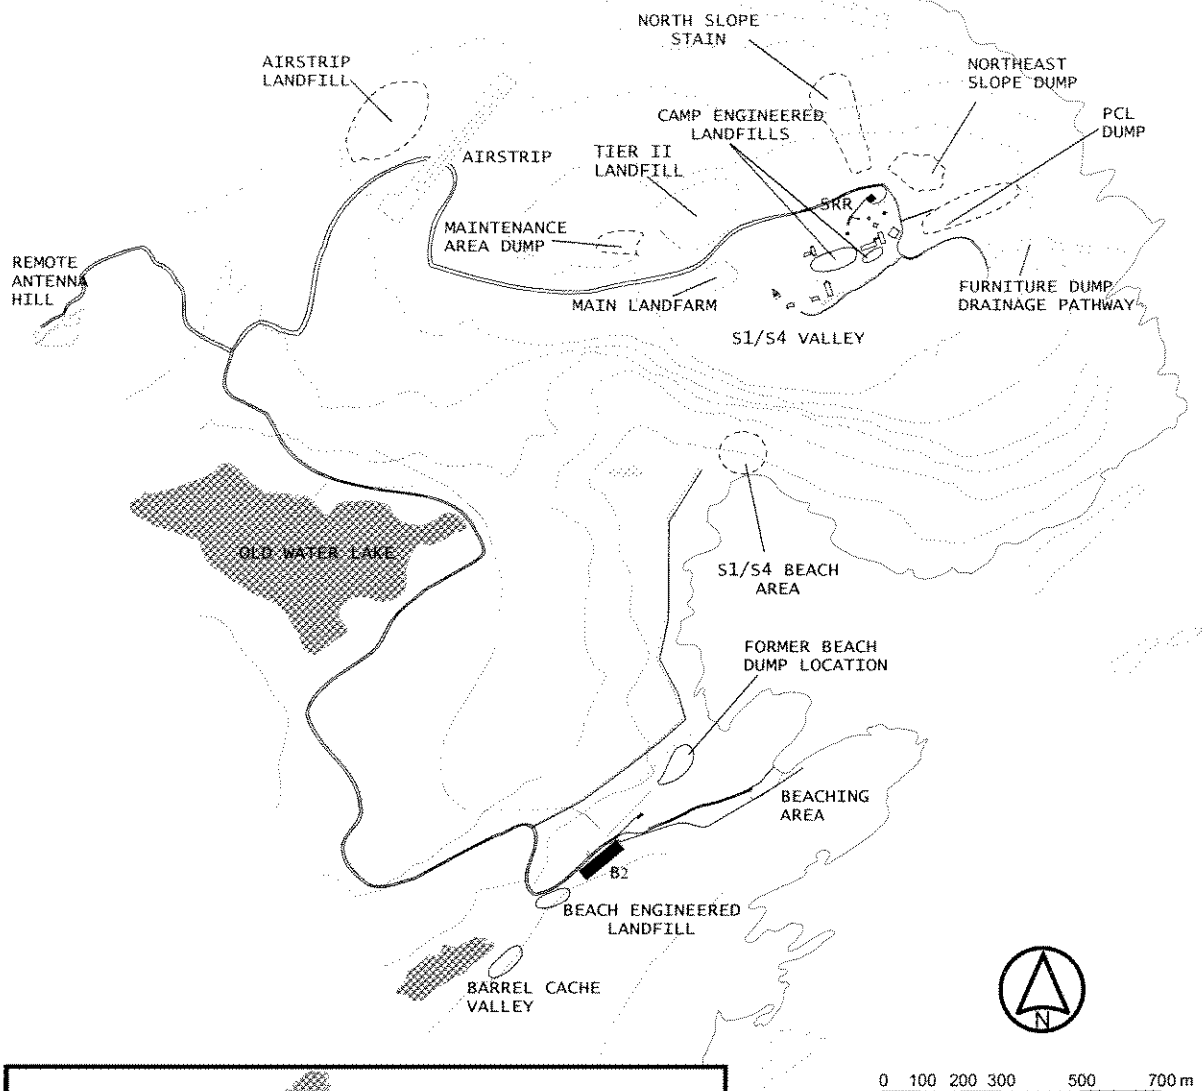 NORTH SLOPE
STAIN
AIRSTRIP
LANDFILL
NORTHEAST
SLOPE DUMP
CAMP ENGINEERED
LANDFILLS
PCL
DUMP
AIRSTRIP
TIER II
LANDFILL
SRR
MAINTENANCE
AREA DUMP
REMOTE
ANTENNA
HILL
MAIN LANDFARM
FURNITURE DUMP
DRAINAGE PATHWAY
S1/S4 VALLEY
OLD WATER LAKE
S1/S4 BEACH
AREA
FORMER BEACH
DUMP LOCATION
BEACHING
AREA
B2
BEACH ENGINEERED
LANDFILL
BARREL CACHE
VALLEY
N
0 100 200 300 500 700 m